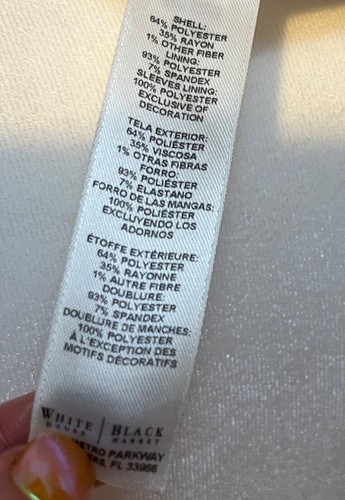 SHELL:
64% POLYESTER
35% RAYON
1% OTHER FIBER
LINING:
93% POLYESTER
7% SPANDEX
SLEEVES LINING:
100% POLYESTER
EXCLUSIVE OF
DECORATION
TELA EXTERIOR:
64% POLIÉSTER
35% VISCOSA
1% OTRAS FIBRAS
FORRO:
93% POLIÉSTER
7% ELASTANO
FORRO DE LAS MANGAS:
100% POLIÉSTER
EXCLUYENDO LOS
ADORNOS
ÉTOFFE EXTÉRIEURE:
64% POLYESTER
35% RAYONNE
1% AUTRE FIBRE
DOUBLURE:
93% POLYESTER
7% SPANDEX
DOUBLURE DE MANCHES:
100% POLYESTER
À L'EXCEPTION DES
MOTIFS DÉCORATIFS
WHITE | BLACK
HOUSE MARKET
PARKWAY
FL 33966